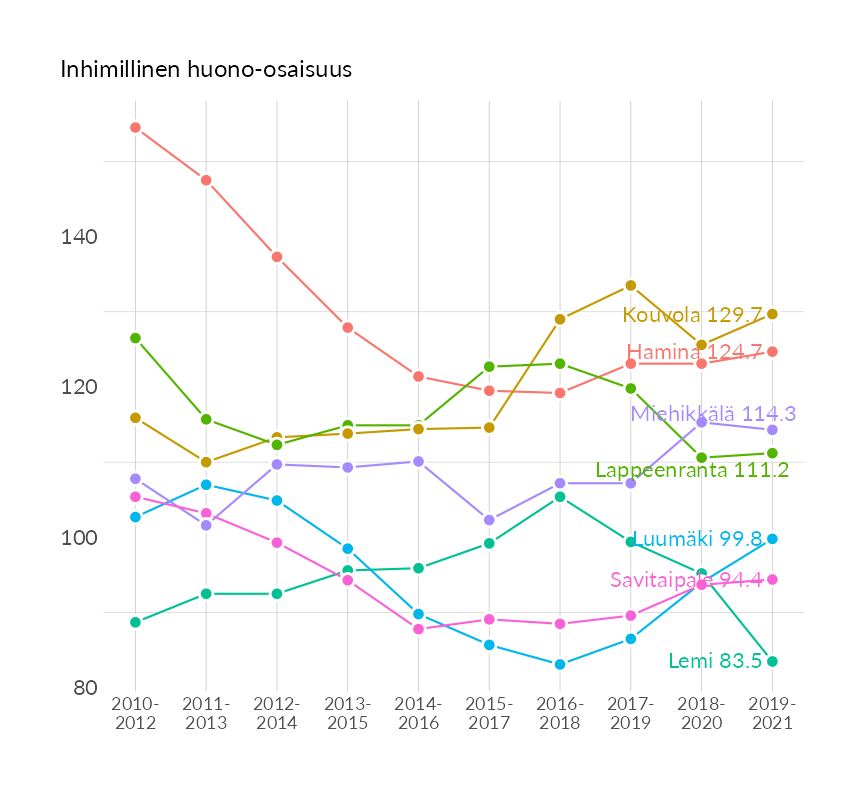 Inhimillinen huono-osaisuus
140
120
100
80
Kouvola 129.7
Hamina 124.7
Miehikkälä 114.3
Lappeenranta 111.2
Luumäki 99.8
Savitaipale 94.4
Lemi 83.5
2010- 2011- 2012- 2013- 2014- 2015- 2016- 2017- 2018- 2019-
2012 2013 2014 2015 2016 2017 2018 2019 2020 2021